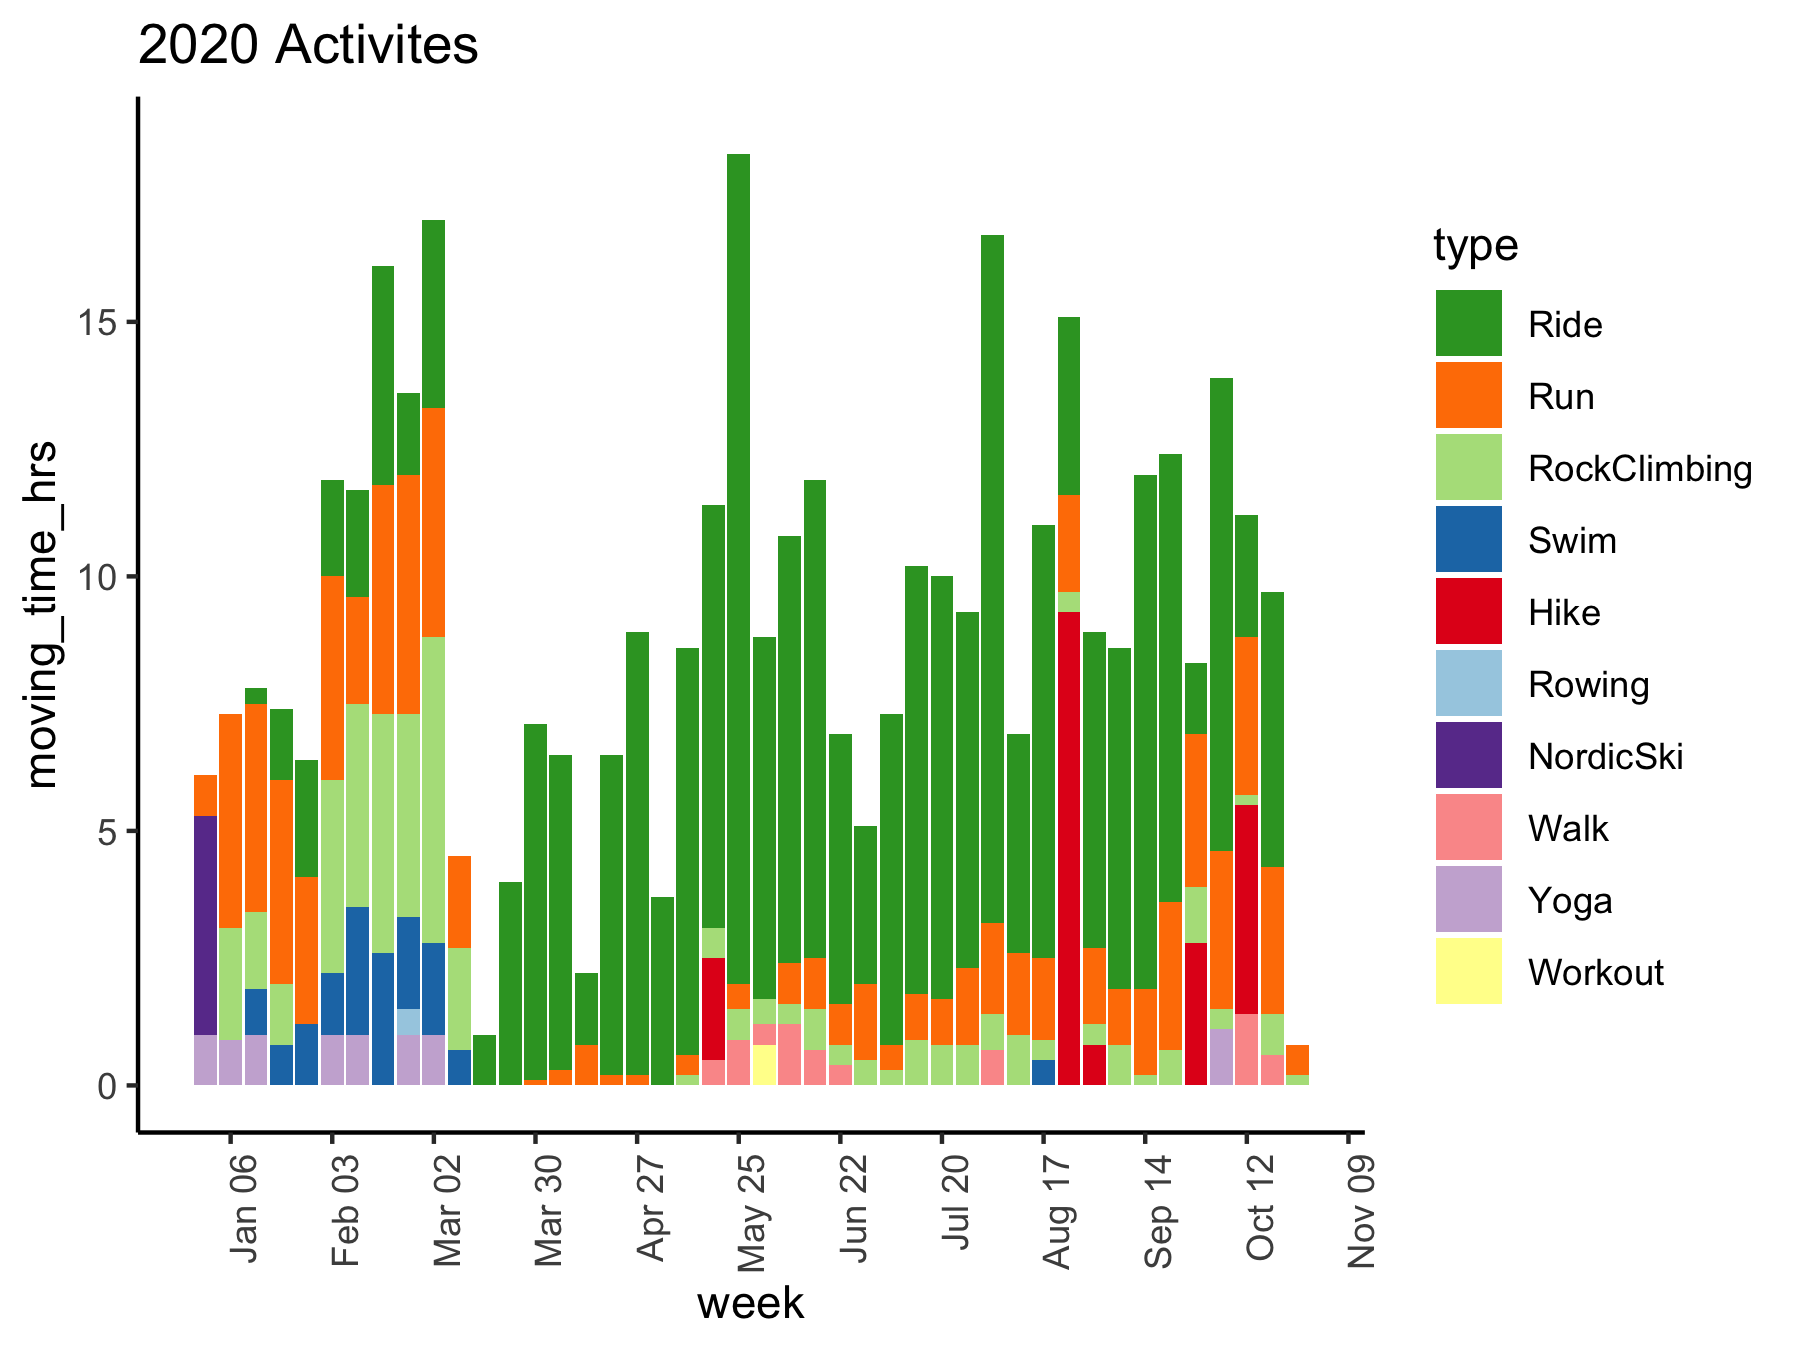 2020 Activites
moving_time_hrs
15
10
5
0
Jan 06
Feb 03
Mar 02
Mar 30
Apr 27
May 25
Jun 22
Jul 20
Aug 17
Sep 14
Oct 12
Nov 09
week
type
Ride
Run
RockClimbing
Swim
Hike
Rowing
NordicSki
Walk
Yoga
Workout